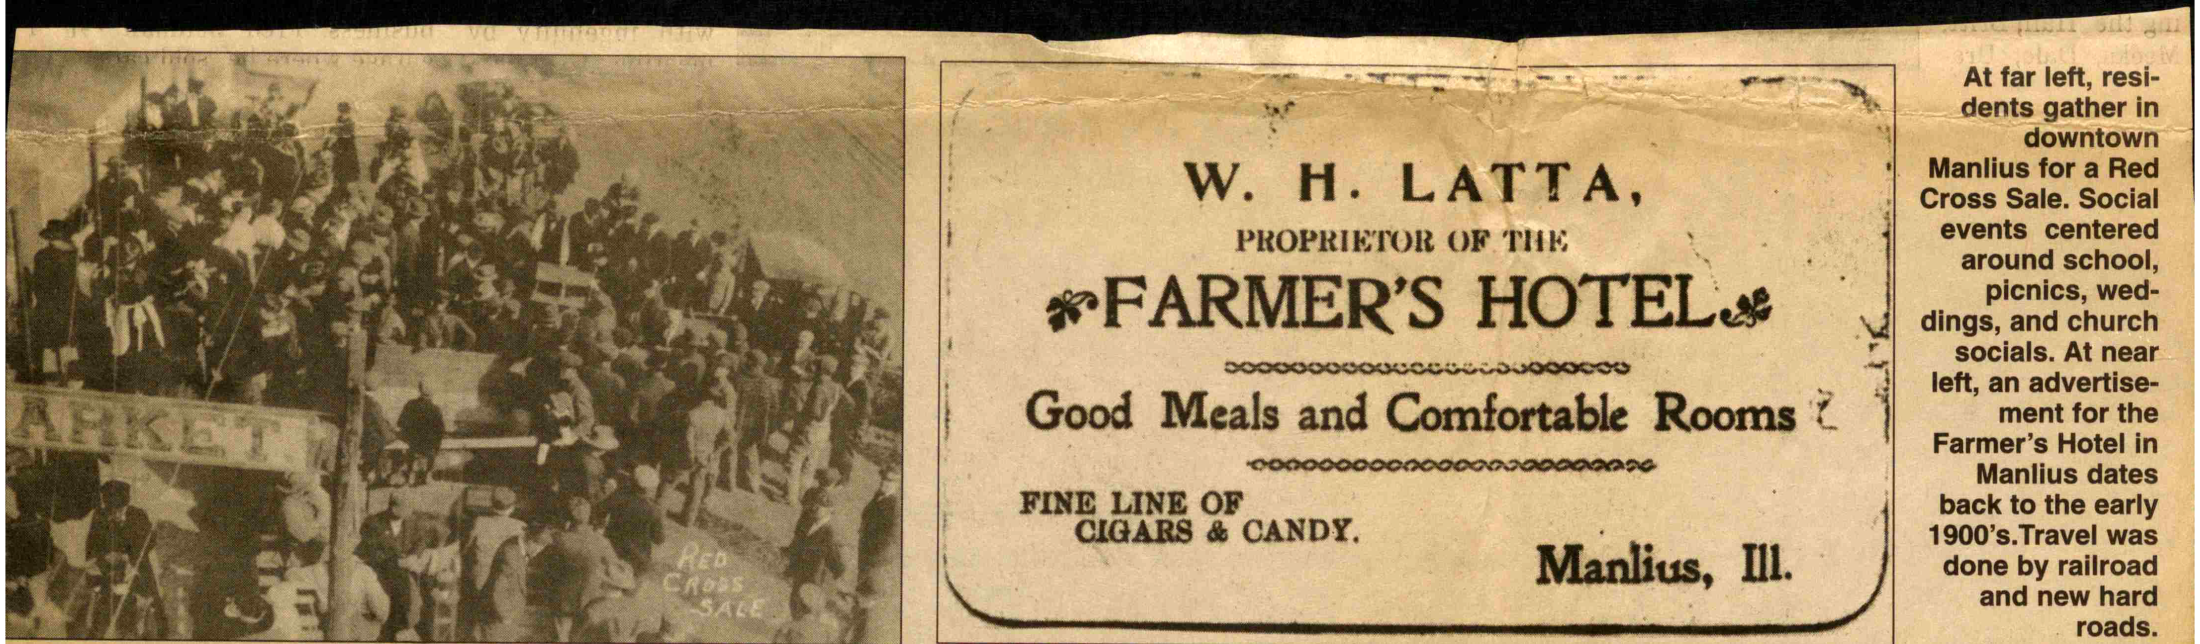 ARKET
RED
CROSS
SALE
W. H. LATTA,
PROPRIETOR OF THE
FARMER'S HOTEL
Good Meals and Comfortable Rooms
FINE LINE OF
CIGARS & CANDY.
Manlius, Ill.
At far left, resi-
dents gather in
downtown
Manlius for a Red
Cross Sale. Social
events centered
around school,
picnics, wed-
dings, and church
socials. At near
left, an advertise-
ment for the
Farmer's Hotel in
Manlius dates
back to the early
1900's.Travel was
done by railroad
and new hard
roads.